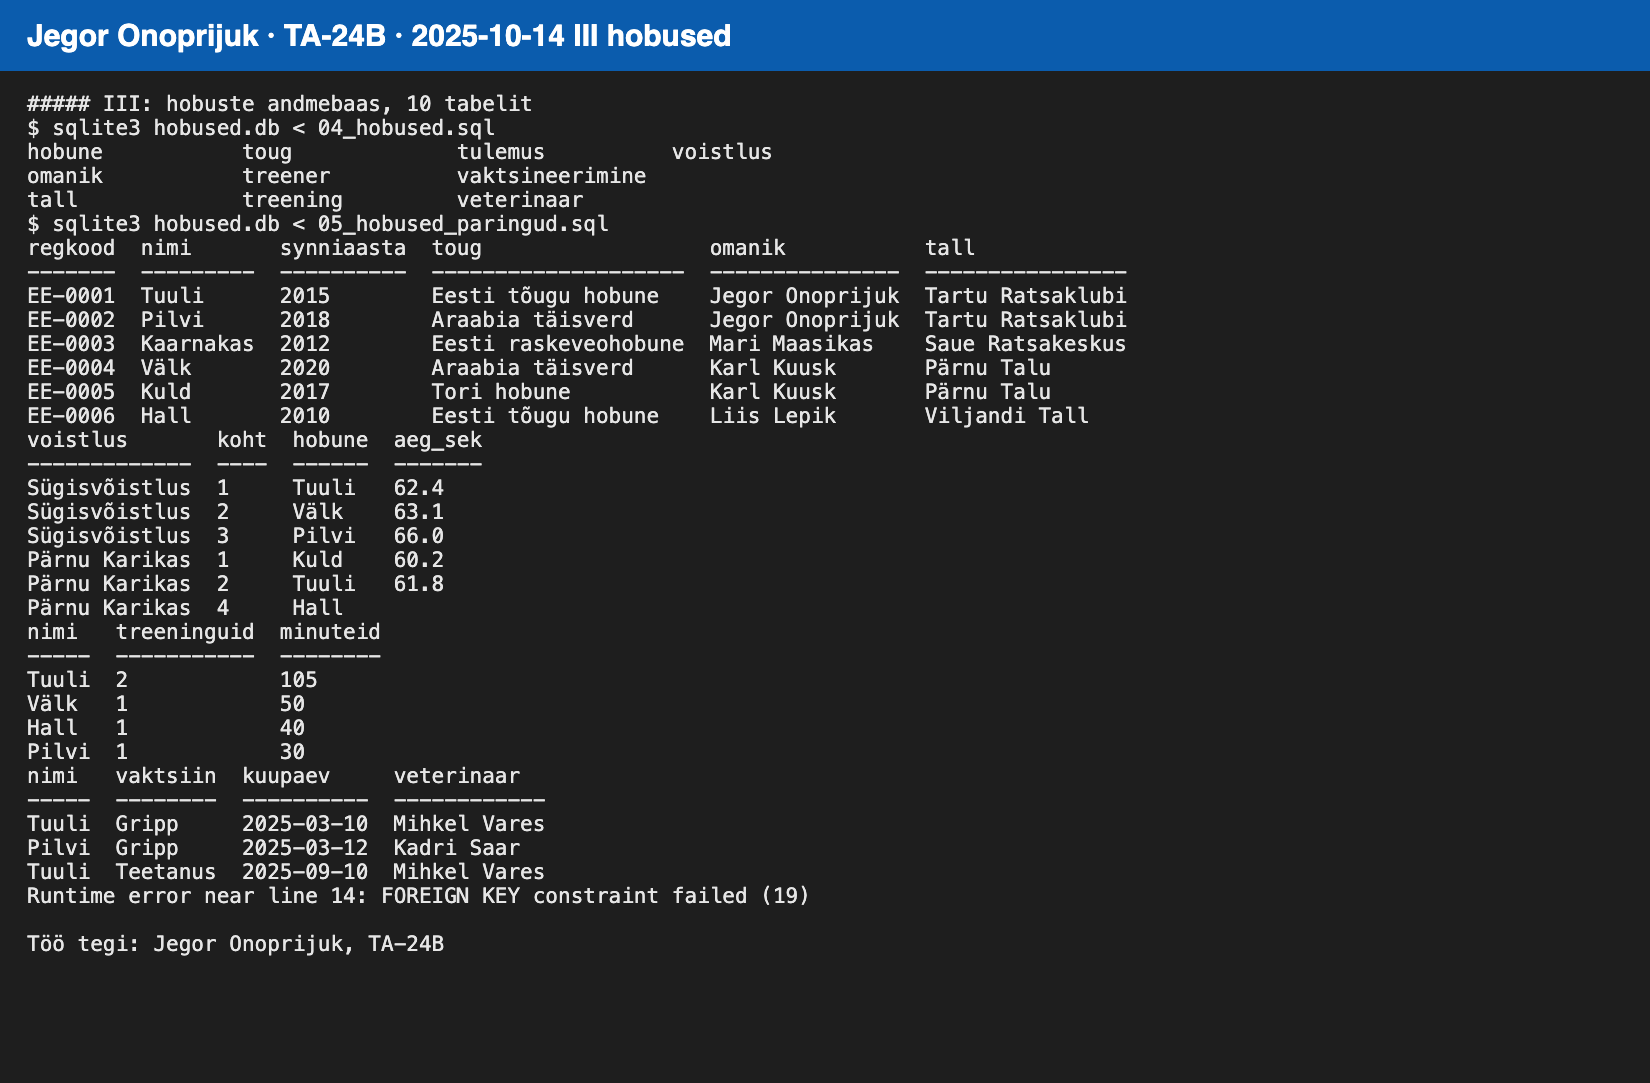 Jegor Onoprijuk · TA-24B · 2025-10-14 III hobused
##### III: hobuste andmebaas, 10 tabelit
$ sqlite3 hobused.db < 04_hobused.sql
hobune           toug             tulemus          voistlus
omanik           treener          vaktsineerimine
tall             treening         veterinaar
$ sqlite3 hobused.db < 05_hobused_paringud.sql
regkood  nimi       synniaasta  toug                  omanik           tall
-------  ---------  ----------  --------------------  ---------------  ----------------
EE-0001  Tuuli      2015        Eesti tõugu hobune    Jegor Onoprijuk  Tartu Ratsaklubi
EE-0002  Pilvi      2018        Araabia täisverd      Jegor Onoprijuk  Tartu Ratsaklubi
EE-0003  Kaarnakas  2012        Eesti raskeveohobune  Mari Maasikas    Saue Ratsakeskus
EE-0004  Välk       2020        Araabia täisverd      Karl Kuusk       Pärnu Talu
EE-0005  Kuld       2017        Tori hobune           Karl Kuusk       Pärnu Talu
EE-0006  Hall       2010        Eesti tõugu hobune    Liis Lepik       Viljandi Tall
voistlus       koht  hobune  aeg_sek
-------------  ----  ------  -------
Sügisvõistlus  1     Tuuli   62.4
Sügisvõistlus  2     Välk    63.1
Sügisvõistlus  3     Pilvi   66.0
Pärnu Karikas  1     Kuld    60.2
Pärnu Karikas  2     Tuuli   61.8
Pärnu Karikas  4     Hall
nimi   treeninguid  minuteid
-----  -----------  --------
Tuuli  2            105
Välk   1            50
Hall   1            40
Pilvi  1            30
nimi   vaktsiin  kuupaev     veterinaar
-----  --------  ----------  ------------
Tuuli  Gripp     2025-03-10  Mihkel Vares
Pilvi  Gripp     2025-03-12  Kadri Saar
Tuuli  Teetanus  2025-09-10  Mihkel Vares
Runtime error near line 14: FOREIGN KEY constraint failed (19)
Töö tegi: Jegor Onoprijuk, TA-24B